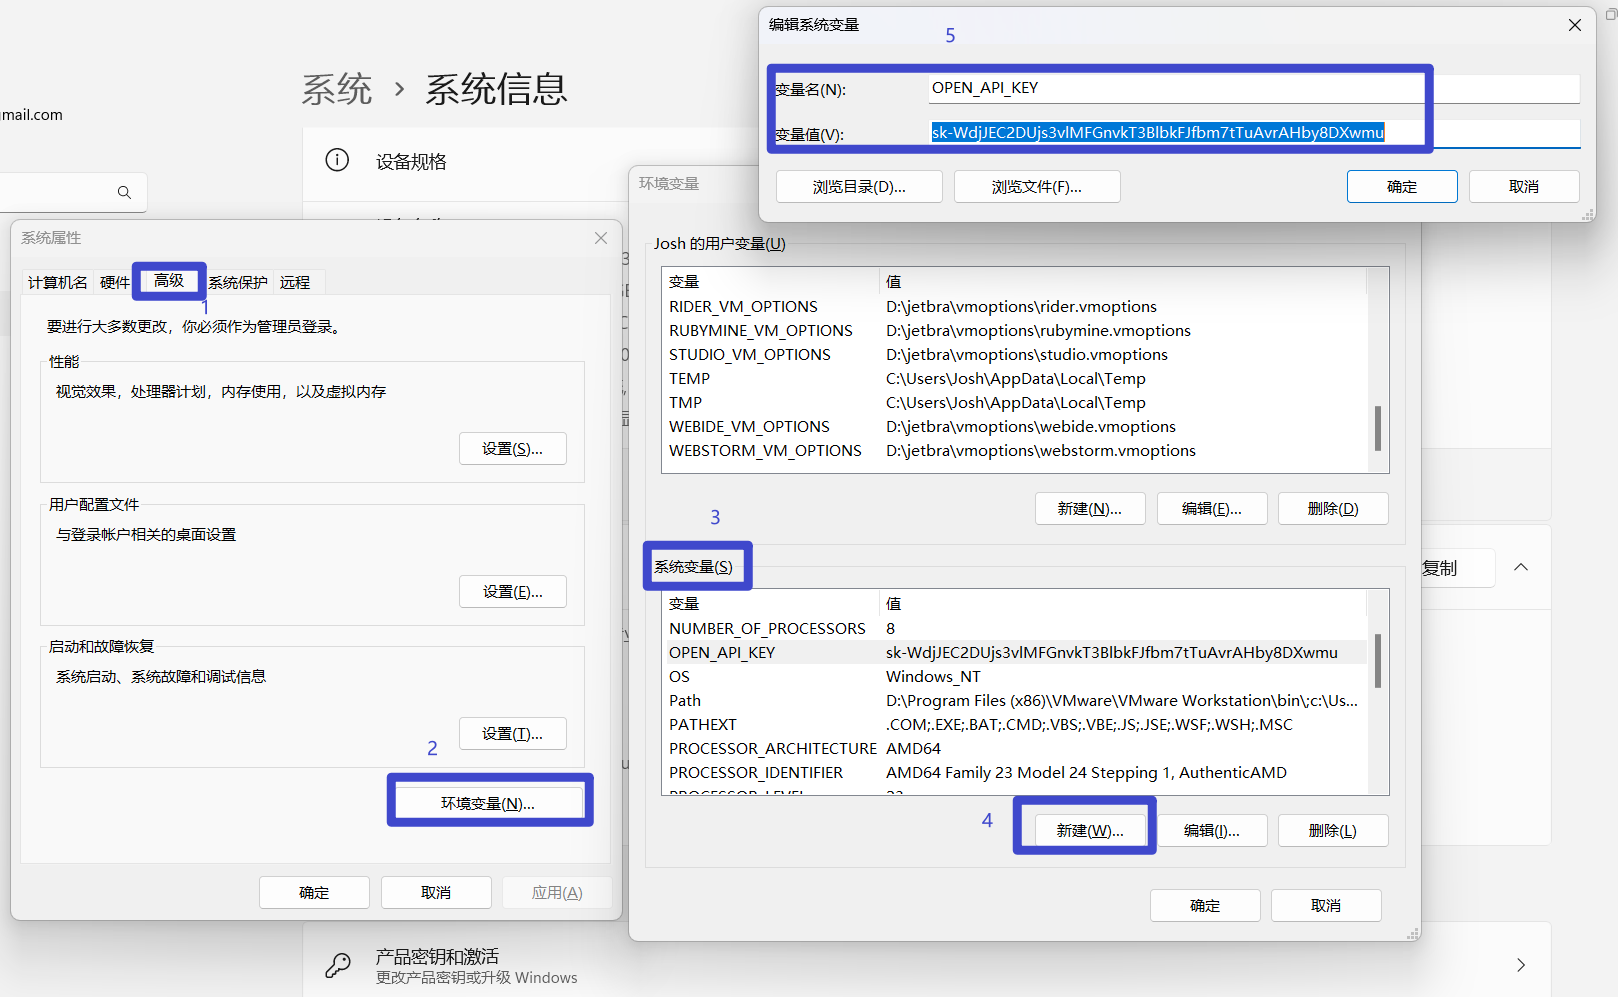 mail.com
系统 › 系统信息
设备规格
系统属性
计算机名 硬件 高级 系统保护 远程
1
要进行大多数更改，你必须作为管理员登录。
性能
视觉效果，处理器计划，内存使用，以及虚拟内存
设置(S)...
用户配置文件
与登录帐户相关的桌面设置
设置(E)...
启动和故障恢复
系统启动、系统故障和调试信息
设置(T)...
2
环境变量(N)...
确定 取消 应用(A)
环境变量
Josh 的用户变量(U)
变量 值
RIDER_VM_OPTIONS D:\jetbra\vmoptions\rider.vmoptions
RUBYMINE_VM_OPTIONS D:\jetbra\vmoptions\rubymine.vmoptions
STUDIO_VM_OPTIONS D:\jetbra\vmoptions\studio.vmoptions
TEMP C:\Users\Josh\AppData\Local\Temp
TMP C:\Users\Josh\AppData\Local\Temp
WEBIDE_VM_OPTIONS D:\jetbra\vmoptions\webide.vmoptions
WEBSTORM_VM_OPTIONS D:\jetbra\vmoptions\webstorm.vmoptions
新建(N)... 编辑(E)... 删除(D)
3
系统变量(S)
变量 值
NUMBER_OF_PROCESSORS 8
OPEN_API_KEY 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
OS Windows_NT
Path D:\Program Files (x86)\VMware\VMware Workstation\bin\;c:\Us...
PATHEXT .COM;.EXE;.BAT;.CMD;.VBS;.VBE;.JS;.JSE;.WSF;.WSH;.MSC
PROCESSOR_ARCHITECTURE AMD64
PROCESSOR_IDENTIFIER AMD64 Family 23 Model 24 Stepping 1, AuthenticAMD
4
新建(W)... 编辑(I)... 删除(L)
确定 取消
编辑系统变量
5
变量名(N): OPEN_API_KEY
变量值(V): 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
浏览目录(D)... 浏览文件(F)... 确定 取消
复制
产品密钥和激活
更改产品密钥或升级 Windows